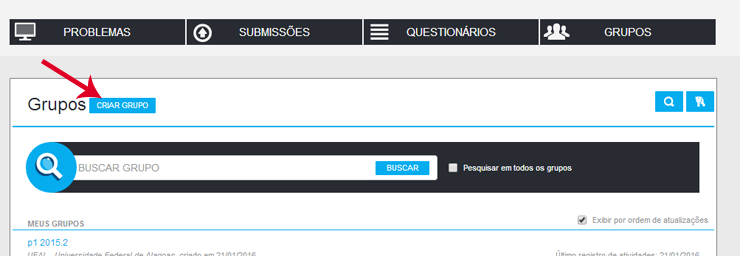 PROBLEMAS SUBMISSÕES QUESTIONÁRIOS GRUPOS
Grupos CRIAR GRUPO
BUSCAR GRUPO BUSCAR Pesquisar em todos os grupos
MEUS GRUPOS Exibir por ordem de atualizações
p1 2015.2
UFAL - Universidade Federal de Alagoas, criado em 21/01/2016 Último registro de atividades: 21/01/2016